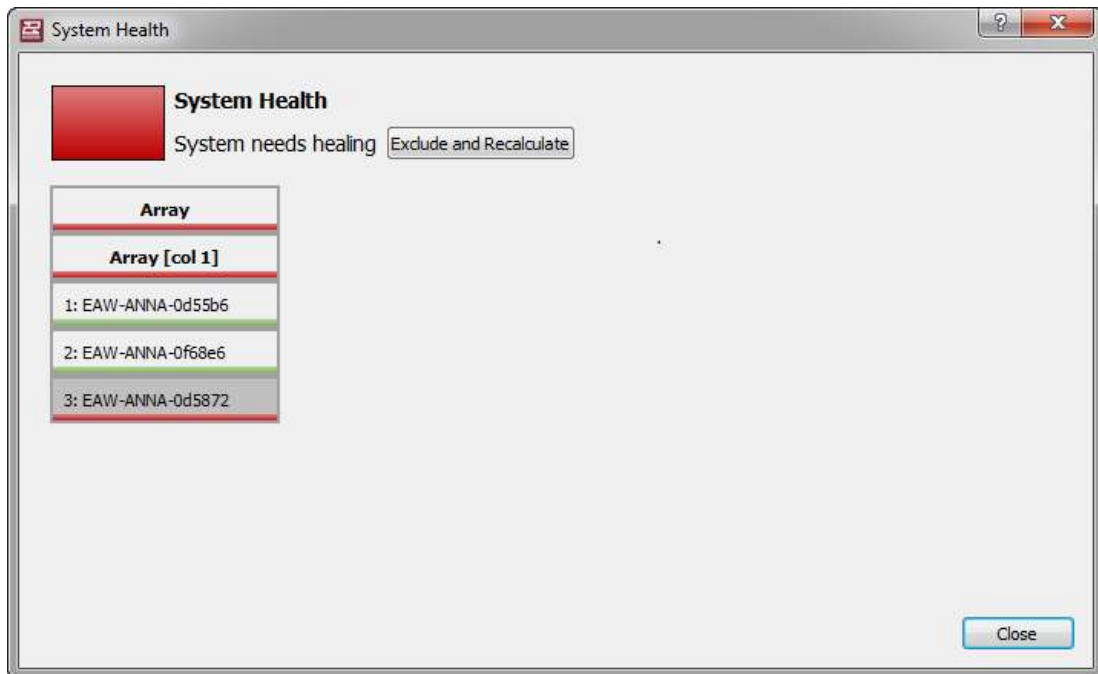 System Health
System Health
System needs healing Exclude and Recalculate
Array
Array [col 1]
1: EAW-ANNA-0d55b6
2: EAW-ANNA-0f68e6
3: EAW-ANNA-0d5872
Close